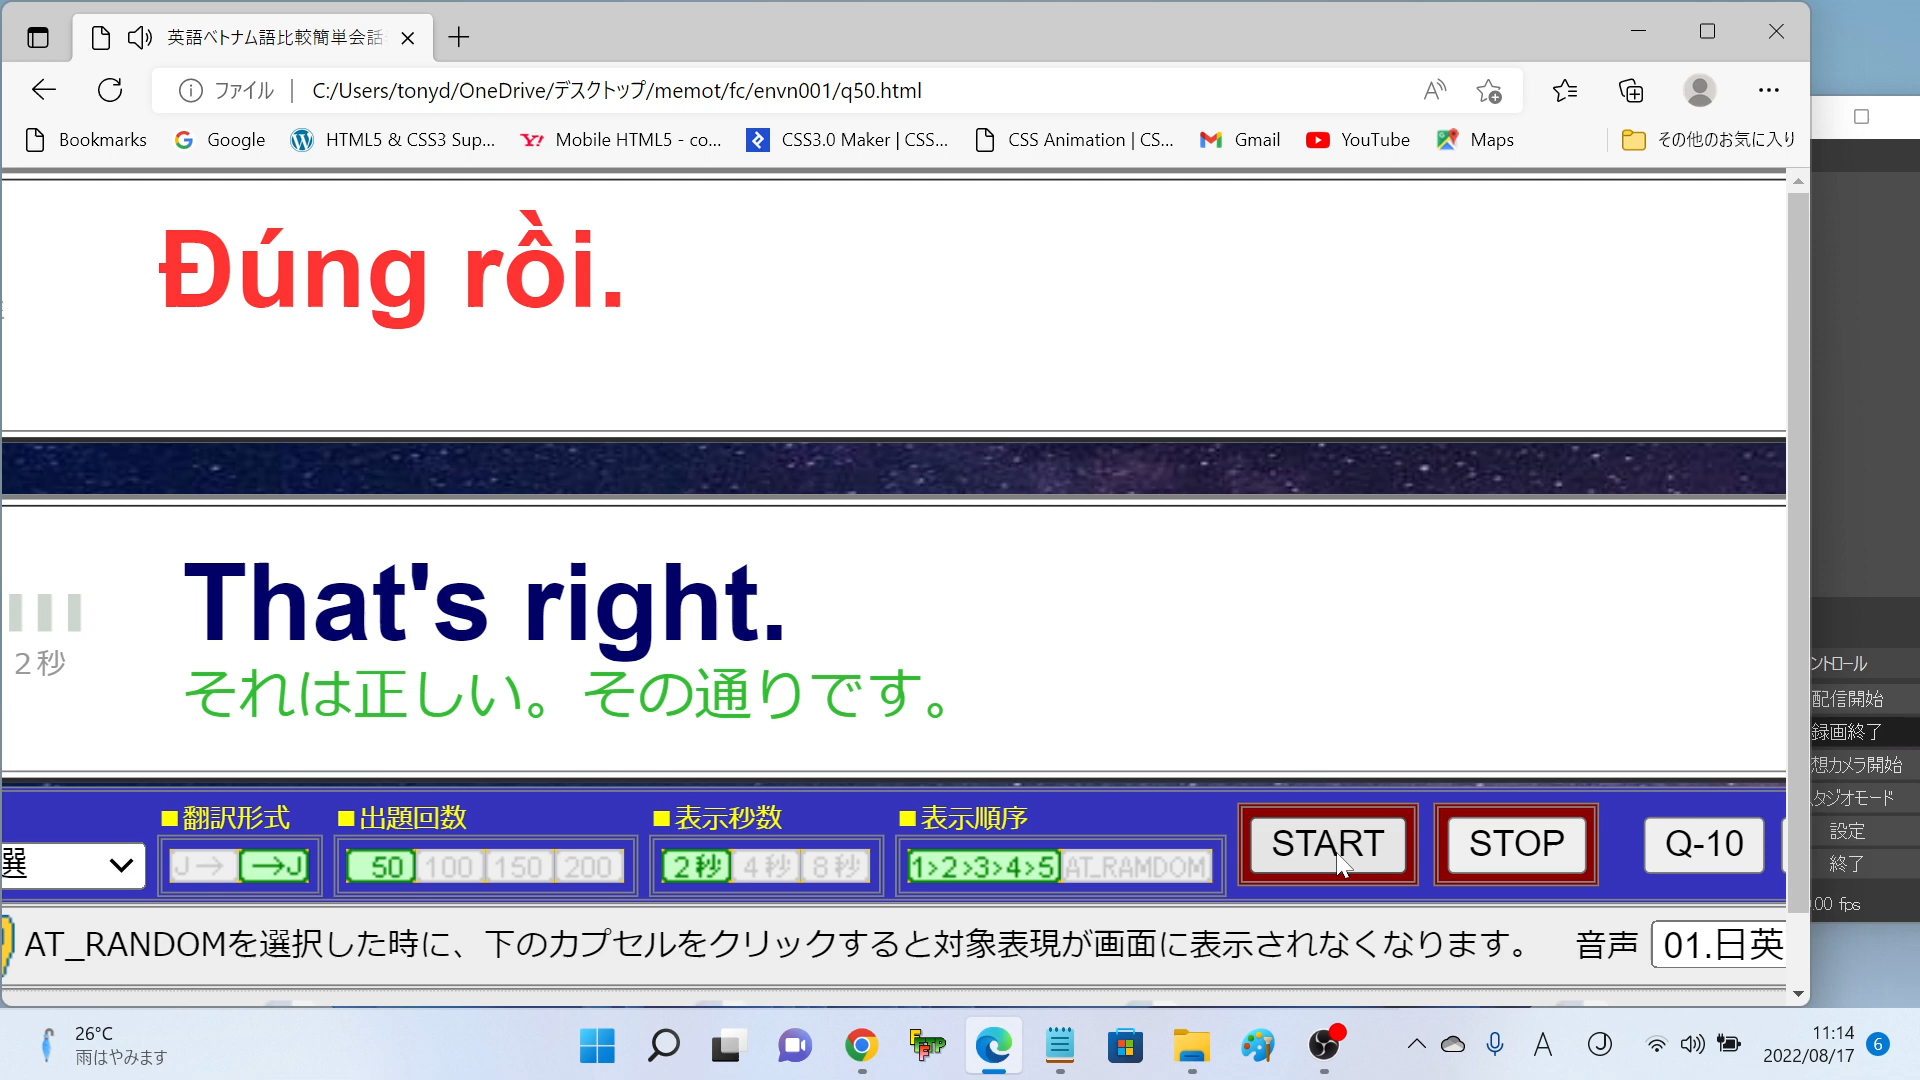 英語ベトナム語比較簡単会話
ファイル
C:/Users/tonyd/OneDrive/デスクトップ/memot/fc/envn001/q50.html
Bookmarks
Google
HTML5 & CSS3 Sup...
Mobile HTML5 - co...
CSS3.0 Maker | CSS...
CSS Animation | CS...
Gmail
YouTube
Maps
その他のお気に入り
Đúng rồi.
That's right.
2秒
それは正しい。その通りです。
■翻訳形式
■出題回数
■表示秒数
■表示順序
選
J→ →J
50 100 150 200
2秒 4秒 8秒
1>2>3>4>5 AT_RAMDOM
START
STOP
Q-10
AT_RANDOMを選択した時に、下のカプセルをクリックすると対象表現が画面に表示されなくなります。
音声
01.日英
ントロール
配信開始
録画終了
想カメラ開始
タジオモード
設定
終了
.00 fps
26°C
雨はやみます
FFFTP
A
11:14
2022/08/17
6